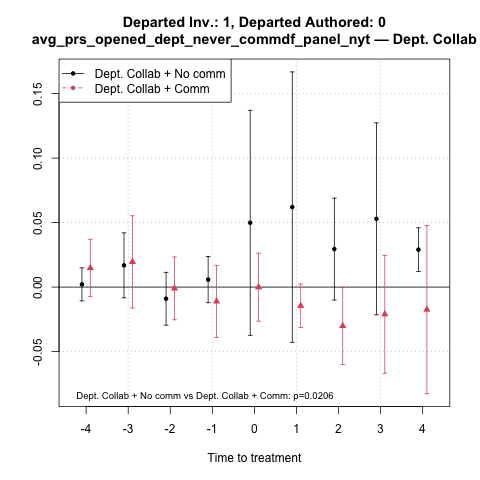 Departed Inv.: 1, Departed Authored: 0
avg_prs_opened_dept_never_commdf_panel_nyt — Dept. Collab
Dept. Collab + No comm
Dept. Collab + Comm
0.15
0.10
0.05
0.00
-0.05
Dept. Collab + No comm vs Dept. Collab + Comm: p=0.0206
-4 -3 -2 -1 0 1 2 3 4
Time to treatment